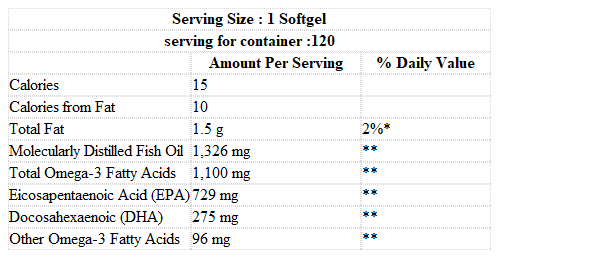 Serving Size : 1 Softgel
serving for container :120
Amount Per Serving % Daily Value
Calories 15
Calories from Fat 10
Total Fat 1.5 g 2%*
Molecularly Distilled Fish Oil 1,326 mg **
Total Omega-3 Fatty Acids 1,100 mg **
Eicosapentaenoic Acid (EPA) 729 mg **
Docosahexaenoic (DHA) 275 mg **
Other Omega-3 Fatty Acids 96 mg **